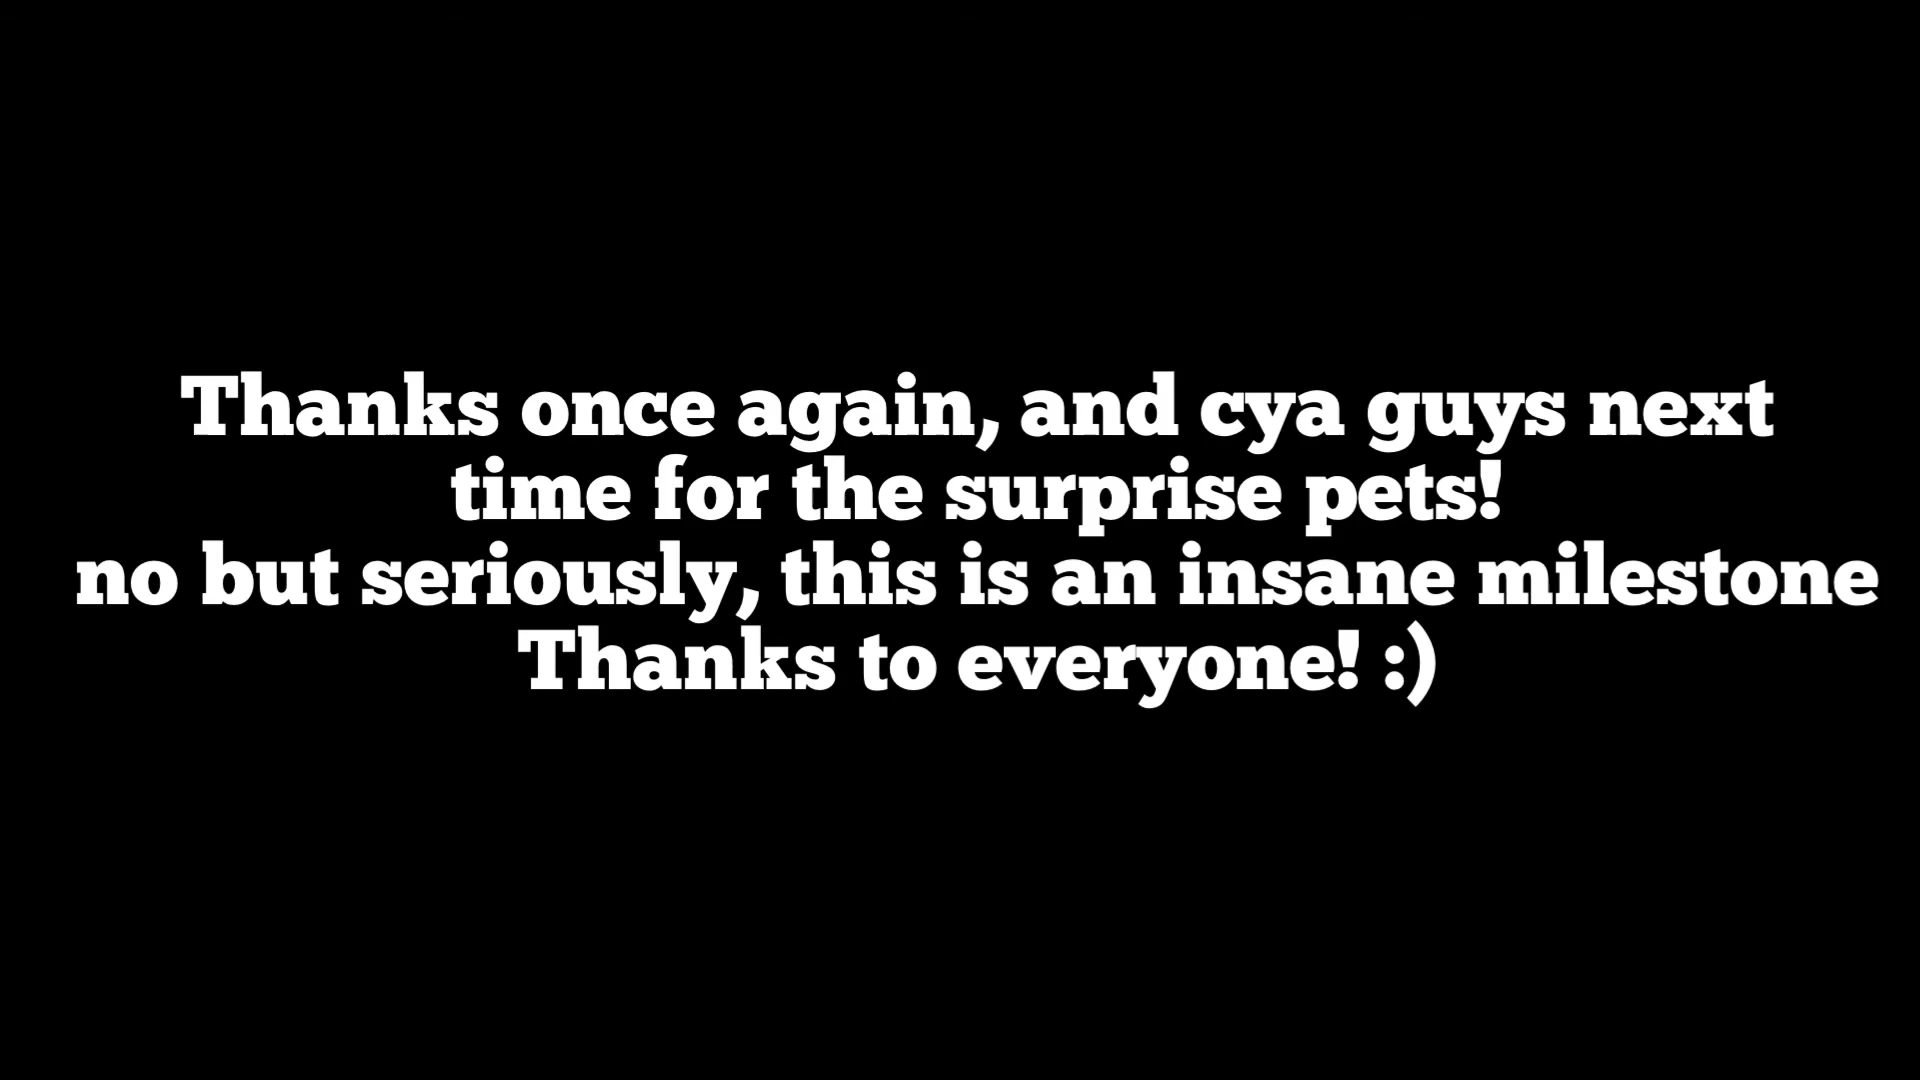 Thanks once again, and cya guys next
time for the surprise pets!
no but seriously, this is an insane milestone
Thanks to everyone! :)